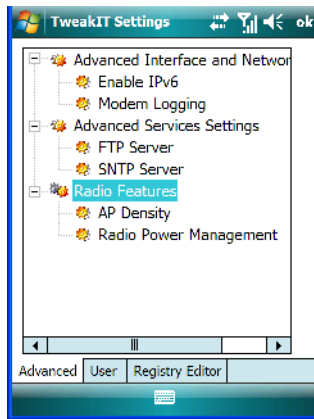 TweakIT Settings ok
Advanced Interface and Networ
Enable IPv6
Modem Logging
Advanced Services Settings
FTP Server
SNTP Server
Radio Features
AP Density
Radio Power Management
Advanced User Registry Editor